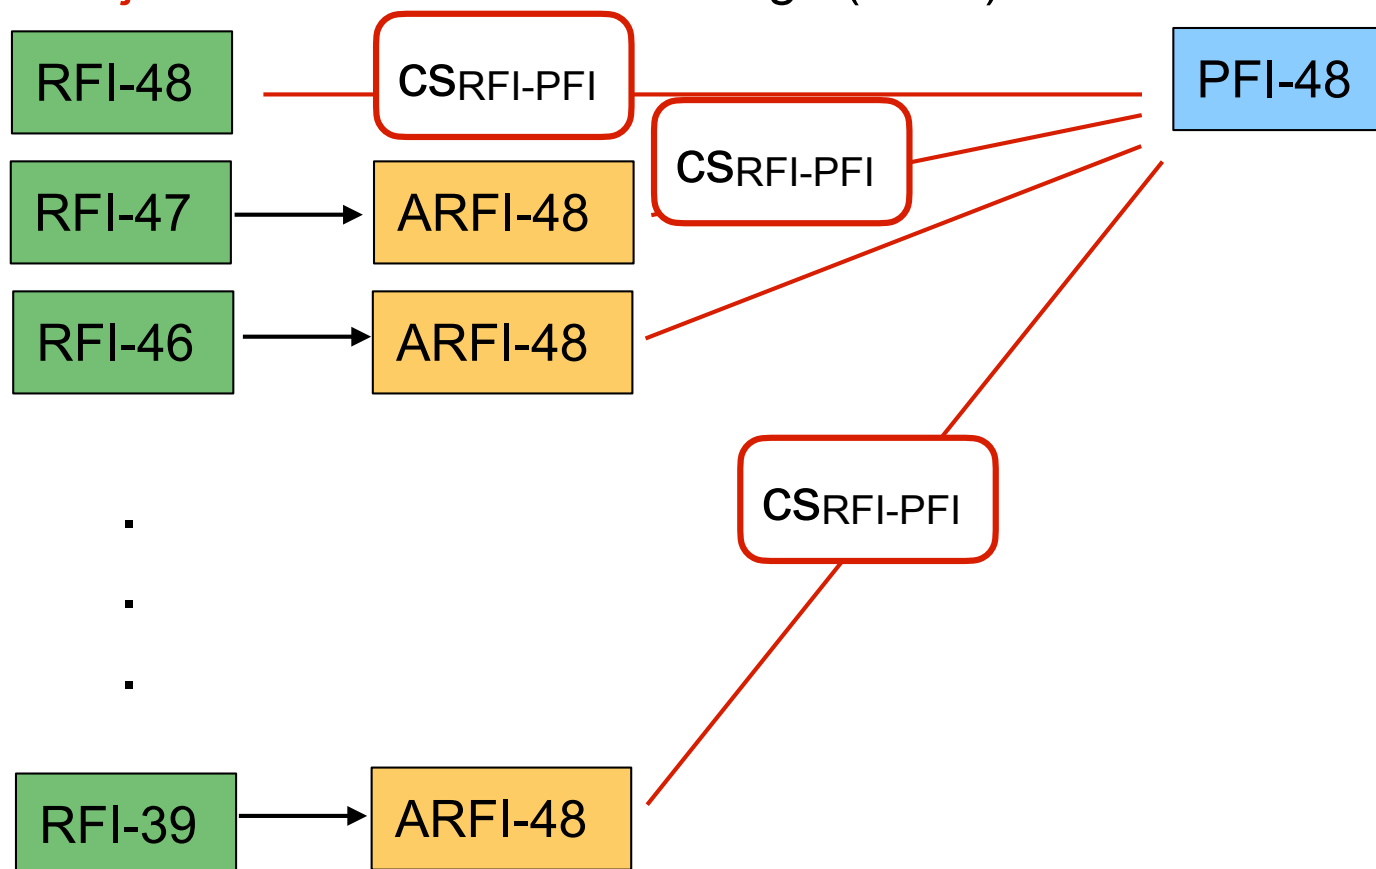 RFI-48
CSRFI-PFI
PFI-48
CSRFI-PFI
RFI-47
ARFI-48
RFI-46
ARFI-48
CSRFI-PFI
.
.
.
RFI-39
ARFI-48